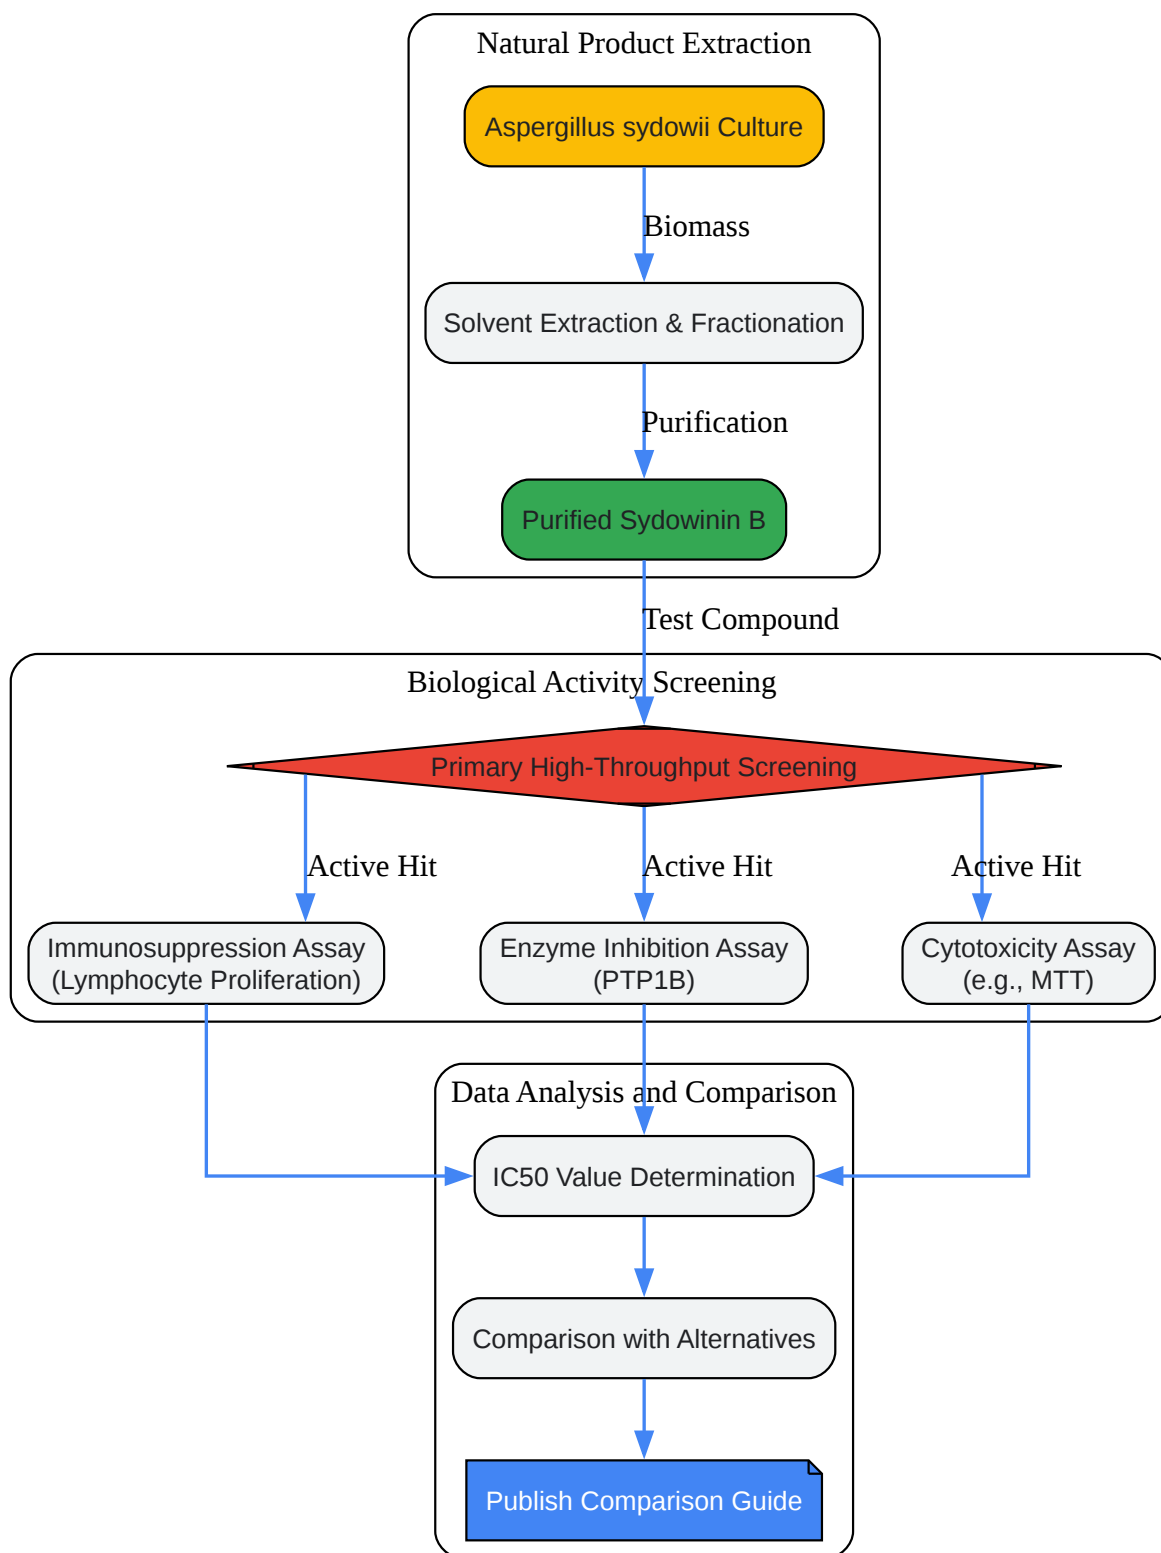 Natural Product Extraction
Aspergillus sydowii Culture
Biomass
Solvent Extraction & Fractionation
Purification
Purified Sydowinin B
Test Compound
Biological Activity Screening
Primary High-Throughput Screening
Active Hit
Active Hit
Active Hit
Immunosuppression Assay
(Lymphocyte Proliferation)
Enzyme Inhibition Assay
(PTP1B)
Cytotoxicity Assay
(e.g., MTT)
Data Analysis and Comparison
IC50 Value Determination
Comparison with Alternatives
Publish Comparison Guide